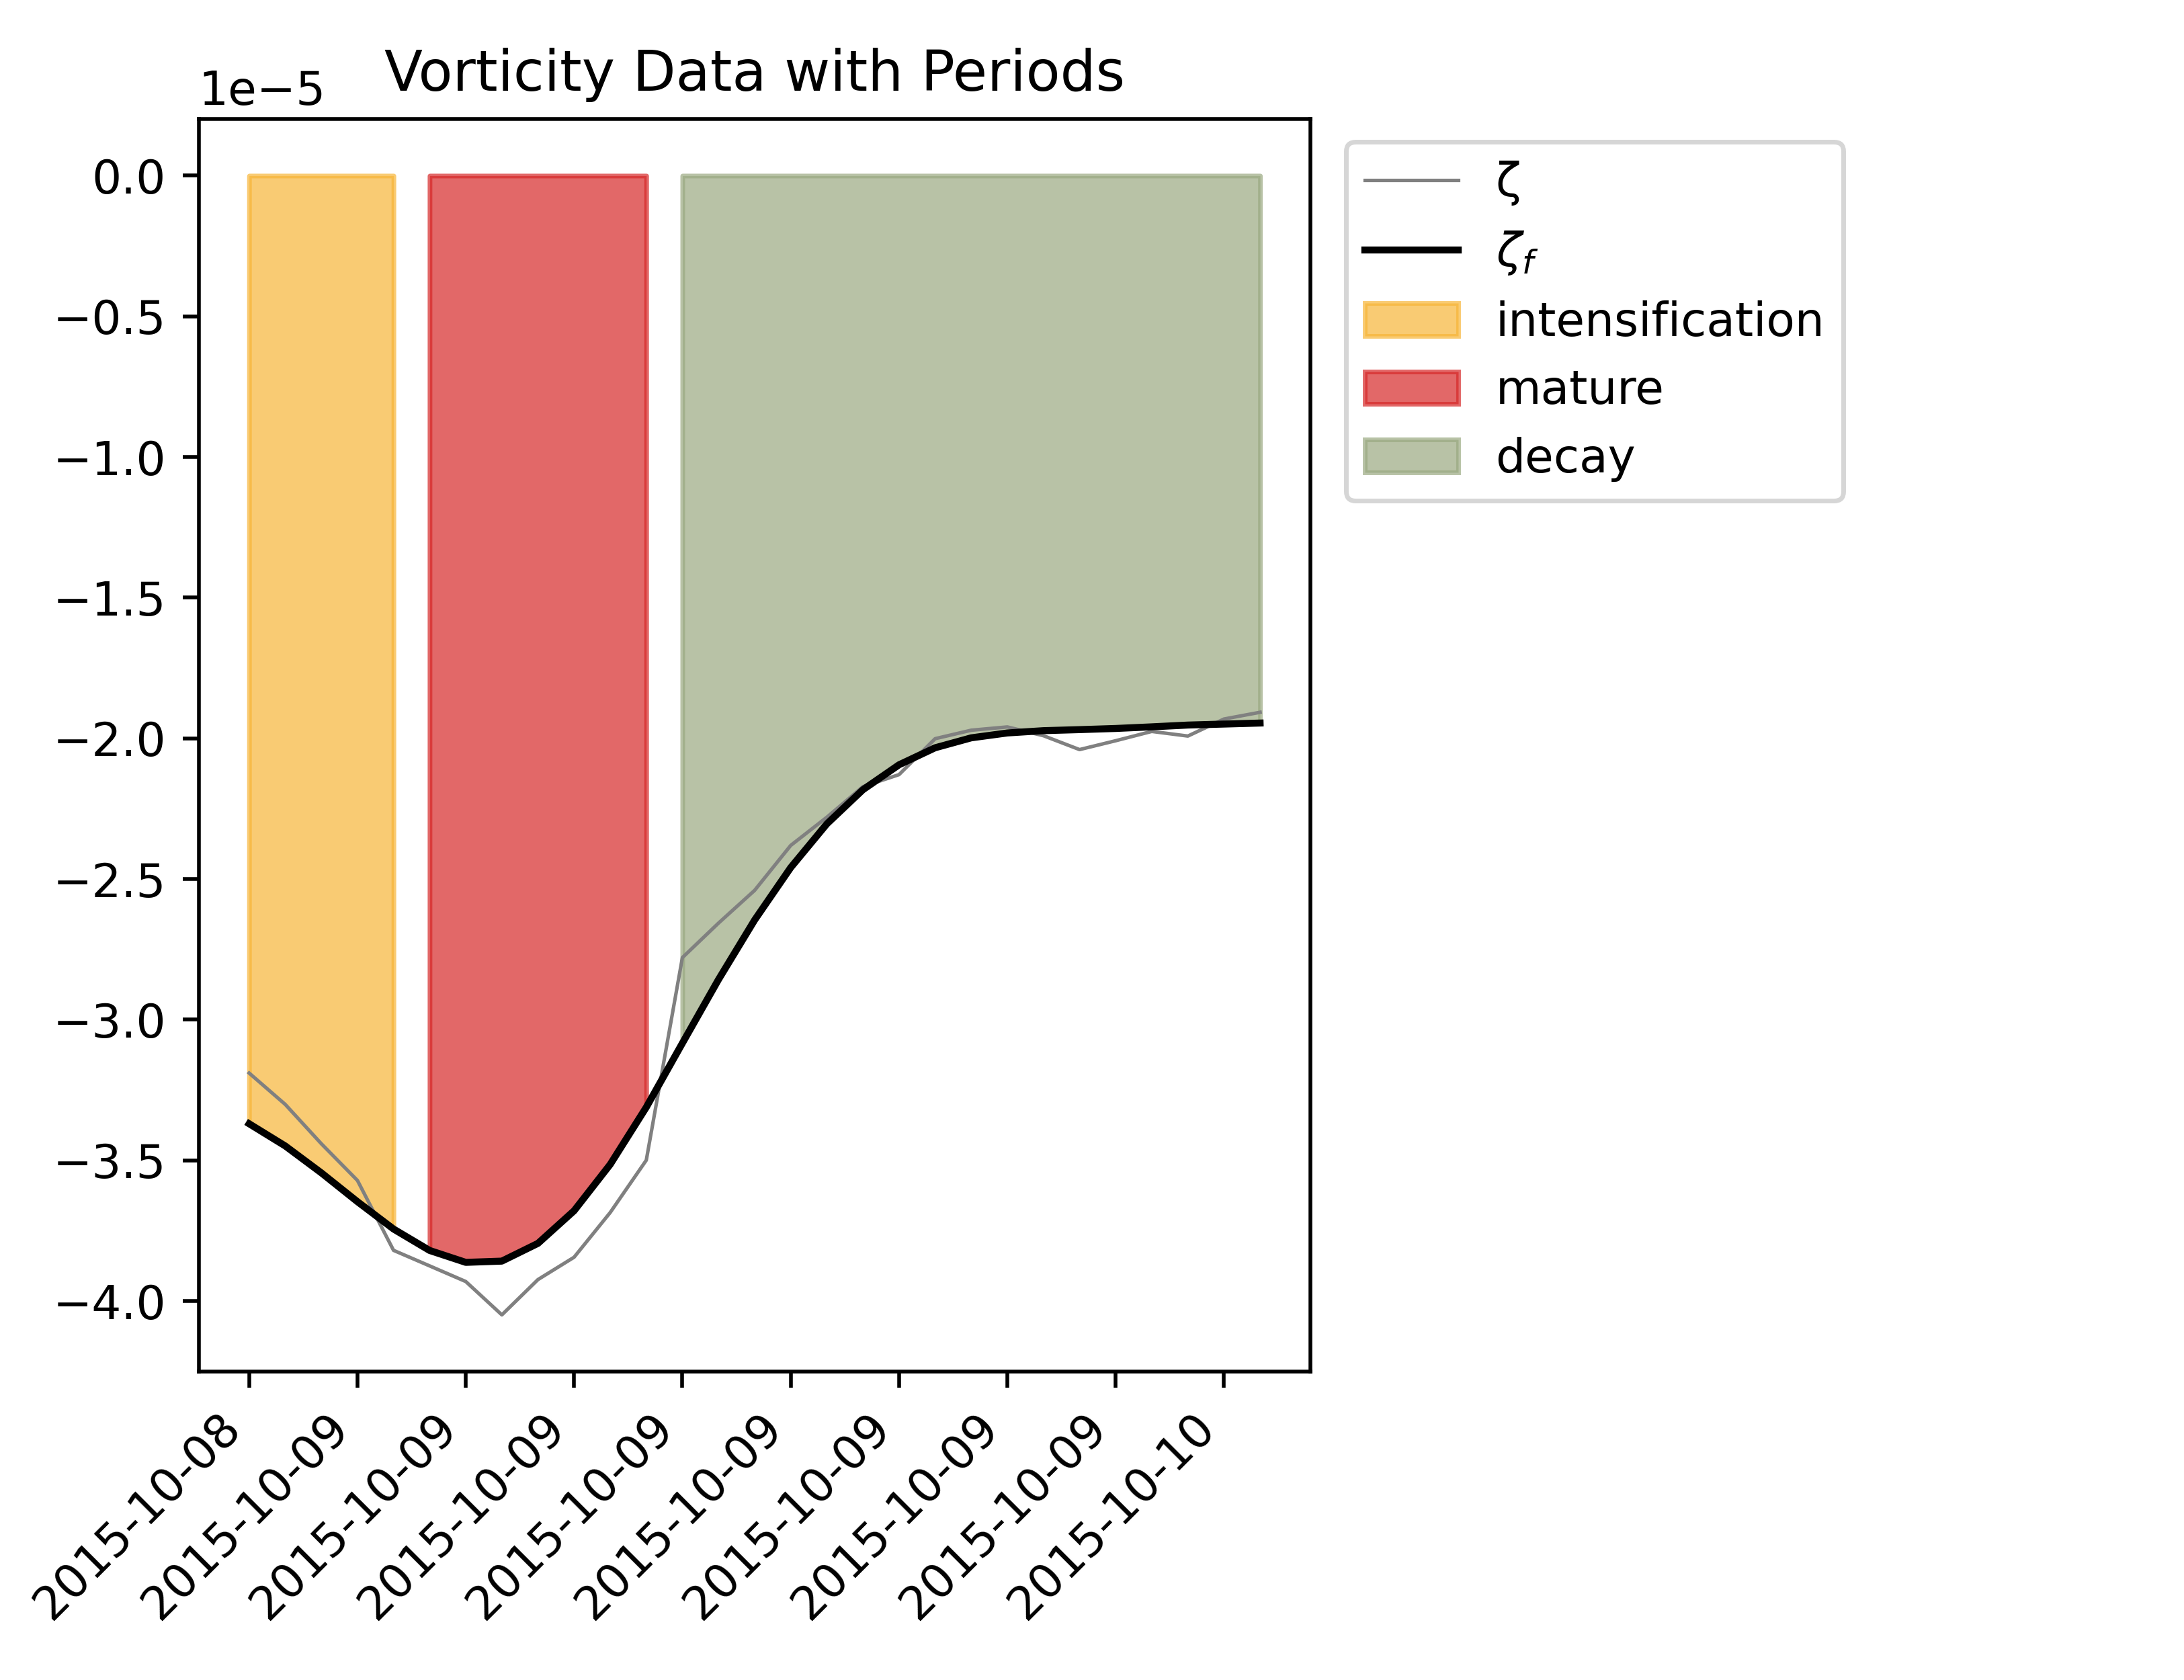 Vorticity Data with Periods
1e−5
0.0
−0.5
−1.0
−1.5
−2.0
−2.5
−3.0
−3.5
−4.0
2015-10-08
2015-10-09
2015-10-09
2015-10-09
2015-10-09
2015-10-09
2015-10-09
2015-10-09
2015-10-09
2015-10-10
ζ
ζf
intensification
mature
decay